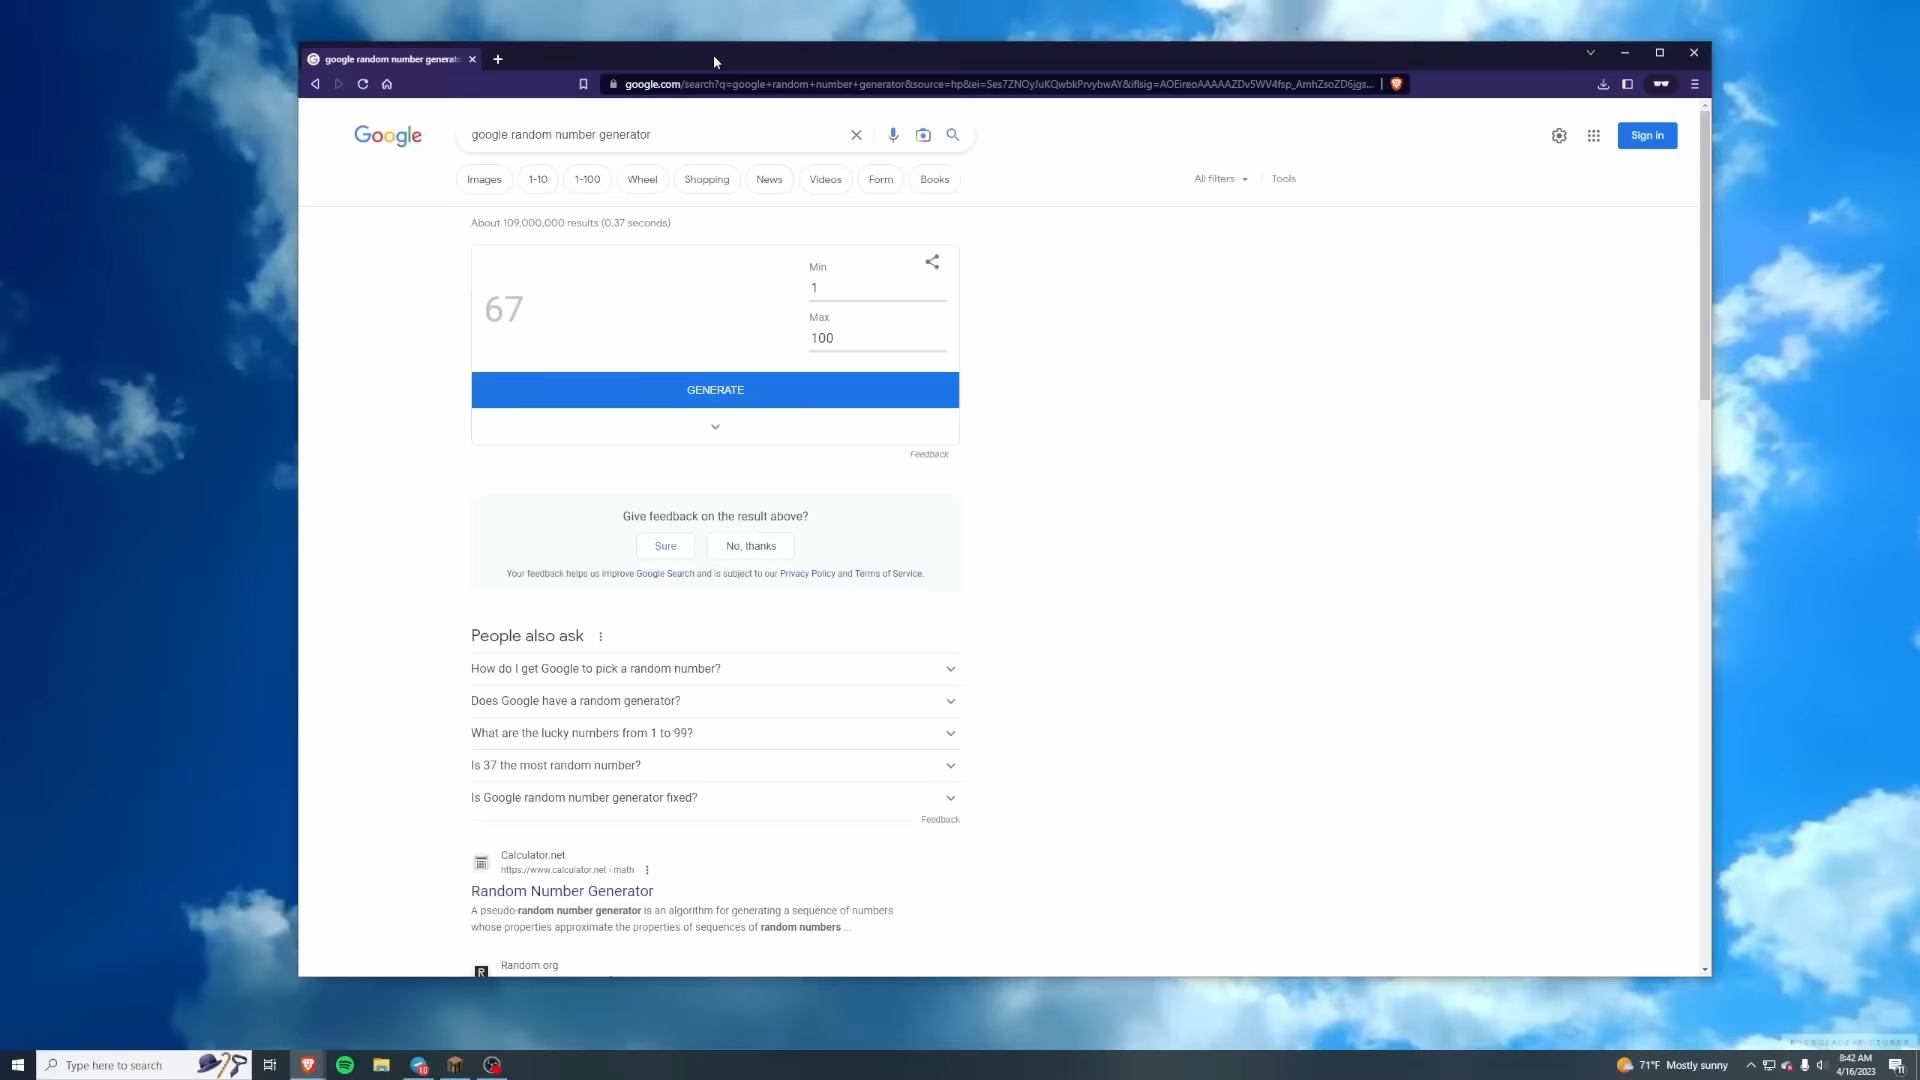 google random number generato
google.com/search?q=google+random+number+generator&source=hp&ei=Ses7ZNOyJuKQwbkPrvybwAY&iflsig=AOEireoAAAAAZDv5WV4fsp_AmhZsoZD6jgs...
Google
google random number generator
Sign in
Images
1-10
1-100
Wheel
Shopping
News
Videos
Form
Books
All filters
Tools
About 109,000,000 results (0.37 seconds)
67
Min
1
Max
100
GENERATE
Feedback
Give feedback on the result above?
Sure
No, thanks
Your feedback helps us improve Google Search and is subject to our Privacy Policy and Terms of Service.
People also ask
How do I get Google to pick a random number?
Does Google have a random generator?
What are the lucky numbers from 1 to 99?
Is 37 the most random number?
Is Google random number generator fixed?
Feedback
Calculator.net
https://www.calculator.net › math
Random Number Generator
A pseudo-random number generator is an algorithm for generating a sequence of numbers
whose properties approximate the properties of sequences of random numbers ...
R
Random.org
Type here to search
10
71°F Mostly sunny
8:42 AM
4/16/2023